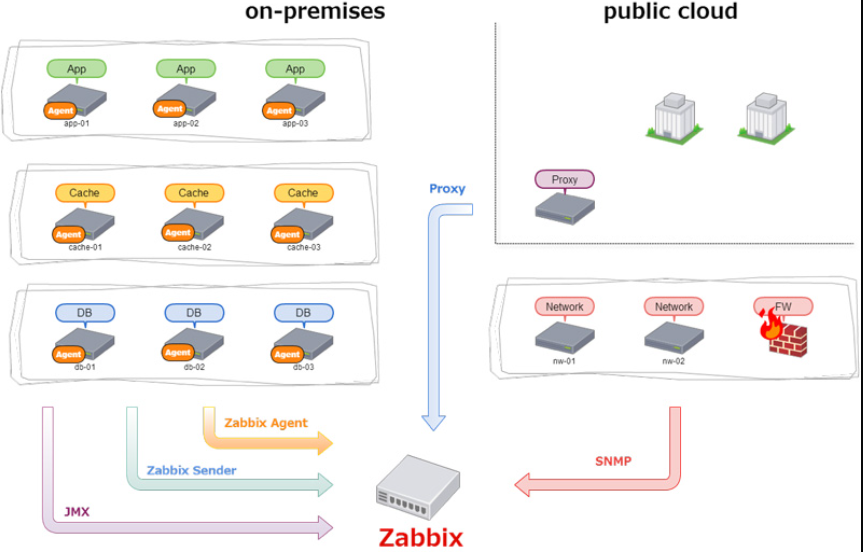 on-premises
public cloud
App
App
App
Agent
Agent
Agent
app-01
app-02
app-03
Cache
Cache
Cache
Agent
Agent
Agent
cache-01
cache-02
cache-03
DB
DB
DB
Agent
Agent
Agent
db-01
db-02
db-03
Proxy
Proxy
Network
Network
FW
nw-01
nw-02
Zabbix Agent
Zabbix Sender
JMX
SNMP
Zabbix